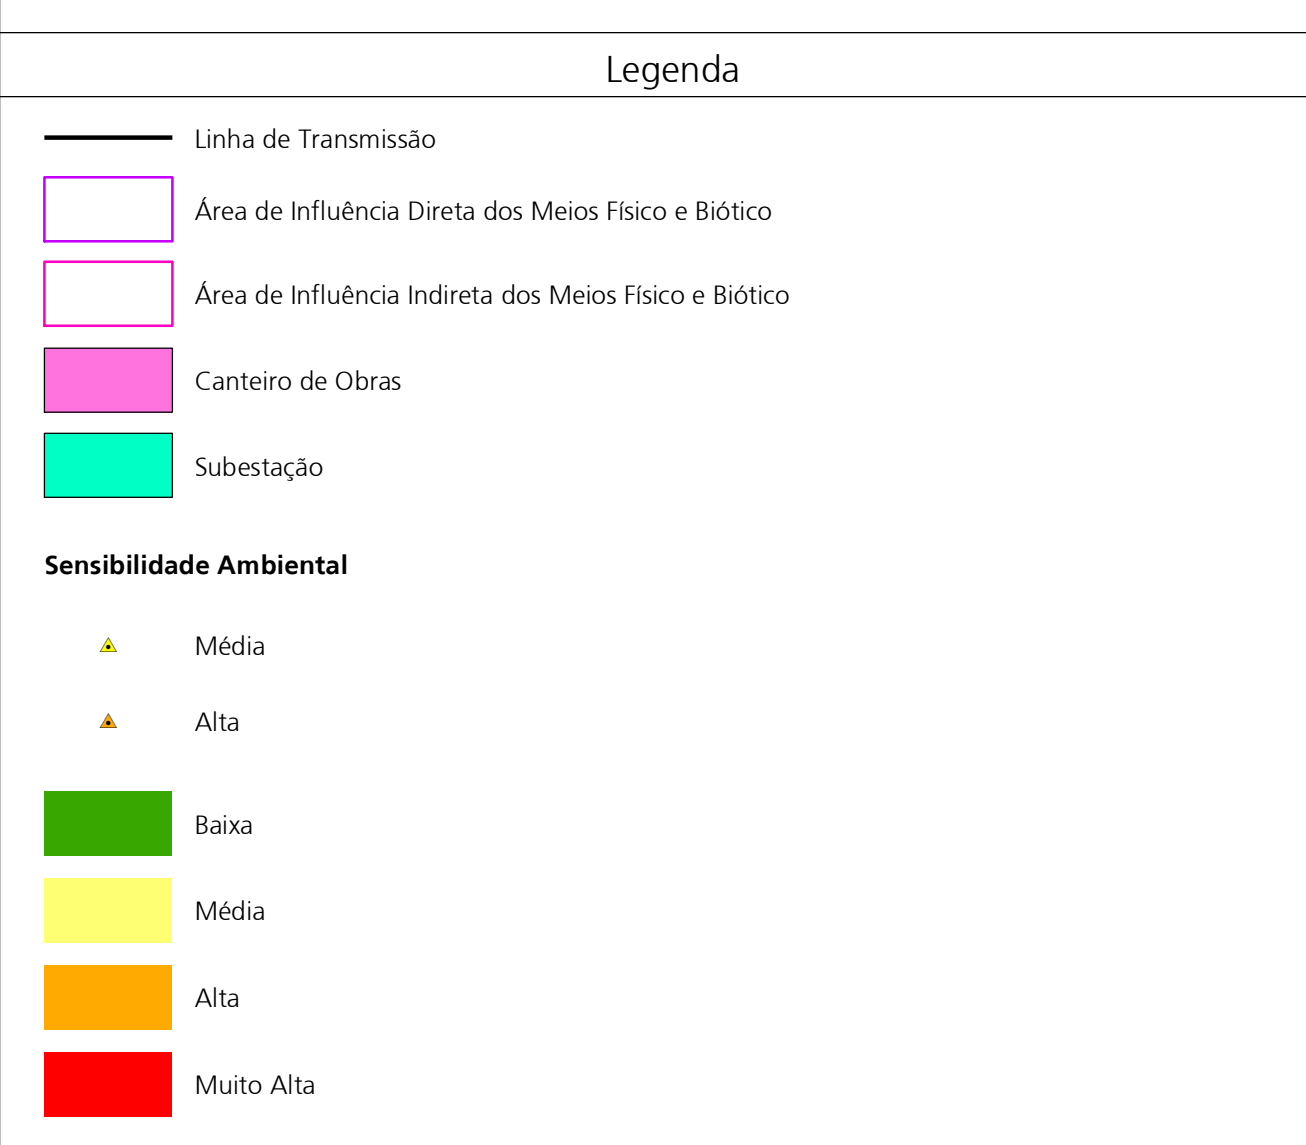 Legenda
Linha de Transmissão
Área de Influência Direta dos Meios Físico e Biótico
Área de Influência Indireta dos Meios Físico e Biótico
Canteiro de Obras
Subestação
Sensibilidade Ambiental
Média
Alta
Baixa
Média
Alta
Muito Alta